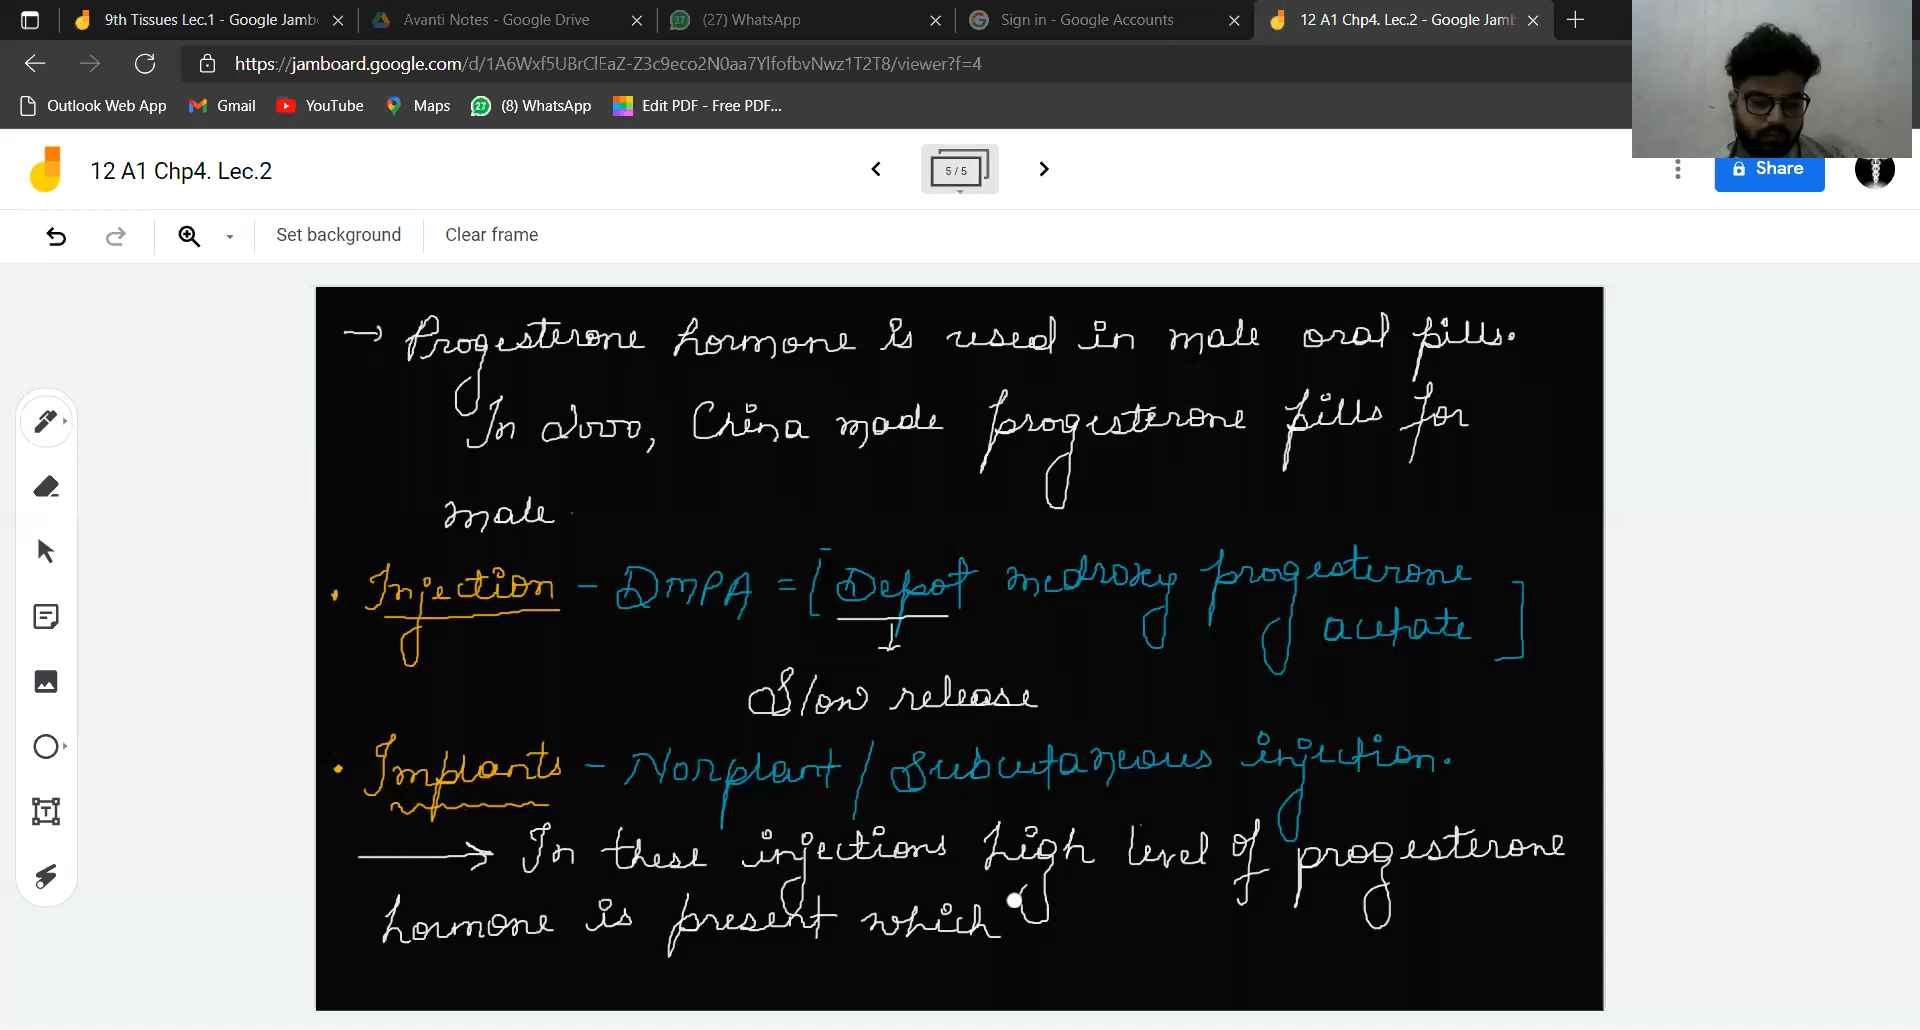 9th Tissues Lec.1 - Google Jamb
Avanti Notes - Google Drive
(27) WhatsApp
Sign in - Google Accounts
12 A1 Chp4. Lec.2 - Google Jamb
https://jamboard.google.com/d/1A6Wxf5UBrClEaZ-Z3c9eco2N0aa7YlfofbvNwz1T2T8/viewer?f=4
Outlook Web App
Gmail
YouTube
Maps
(8) WhatsApp
Edit PDF - Free PDF...
12 A1 Chp4. Lec.2
5 / 5
Share
Set background
Clear frame
→ Progesterone hormone is used in male oral pills.
In 2000, China made progesterone pills for
male
• Injection - DMPA = [Depot medroxy progesterone
acetate]
↓
Slow release
• Implants - Norplant / Subcutaneous injection.
→ In these injections high level of progesterone
hormone is present which